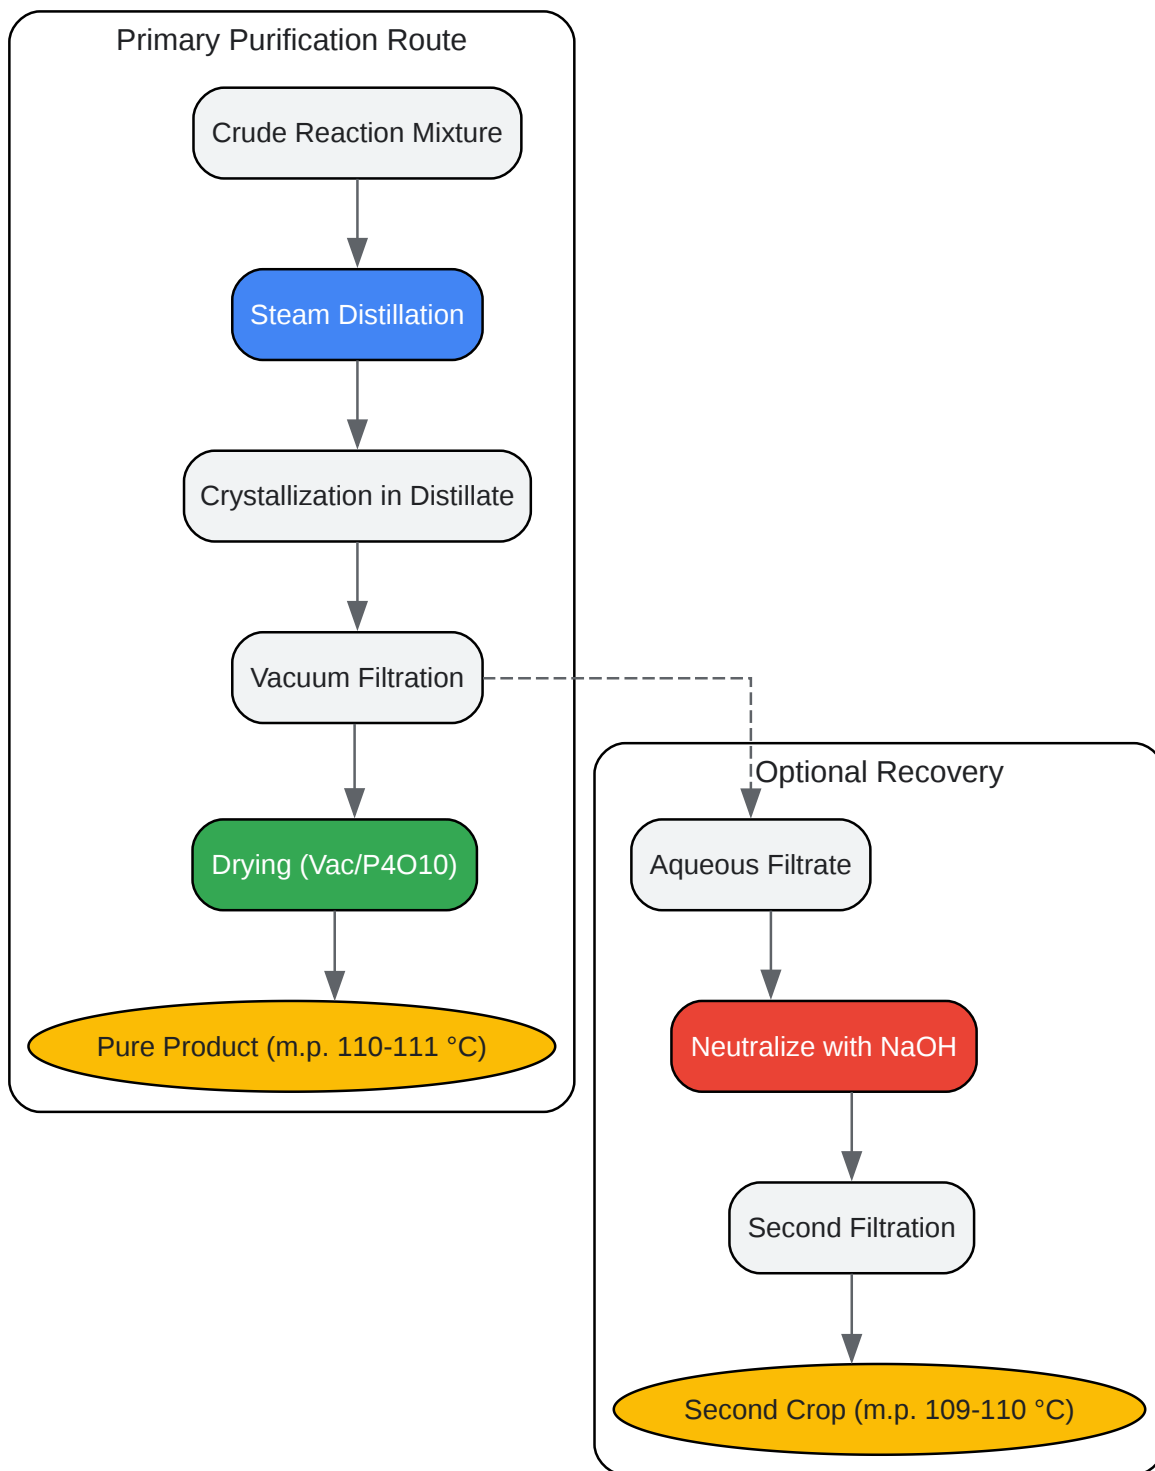 Primary Purification Route
Crude Reaction Mixture
Steam Distillation
Crystallization in Distillate
Vacuum Filtration
Drying (Vac/P4O10)
Pure Product (m.p. 110-111 °C)
Optional Recovery
Aqueous Filtrate
Neutralize with NaOH
Second Filtration
Second Crop (m.p. 109-110 °C)